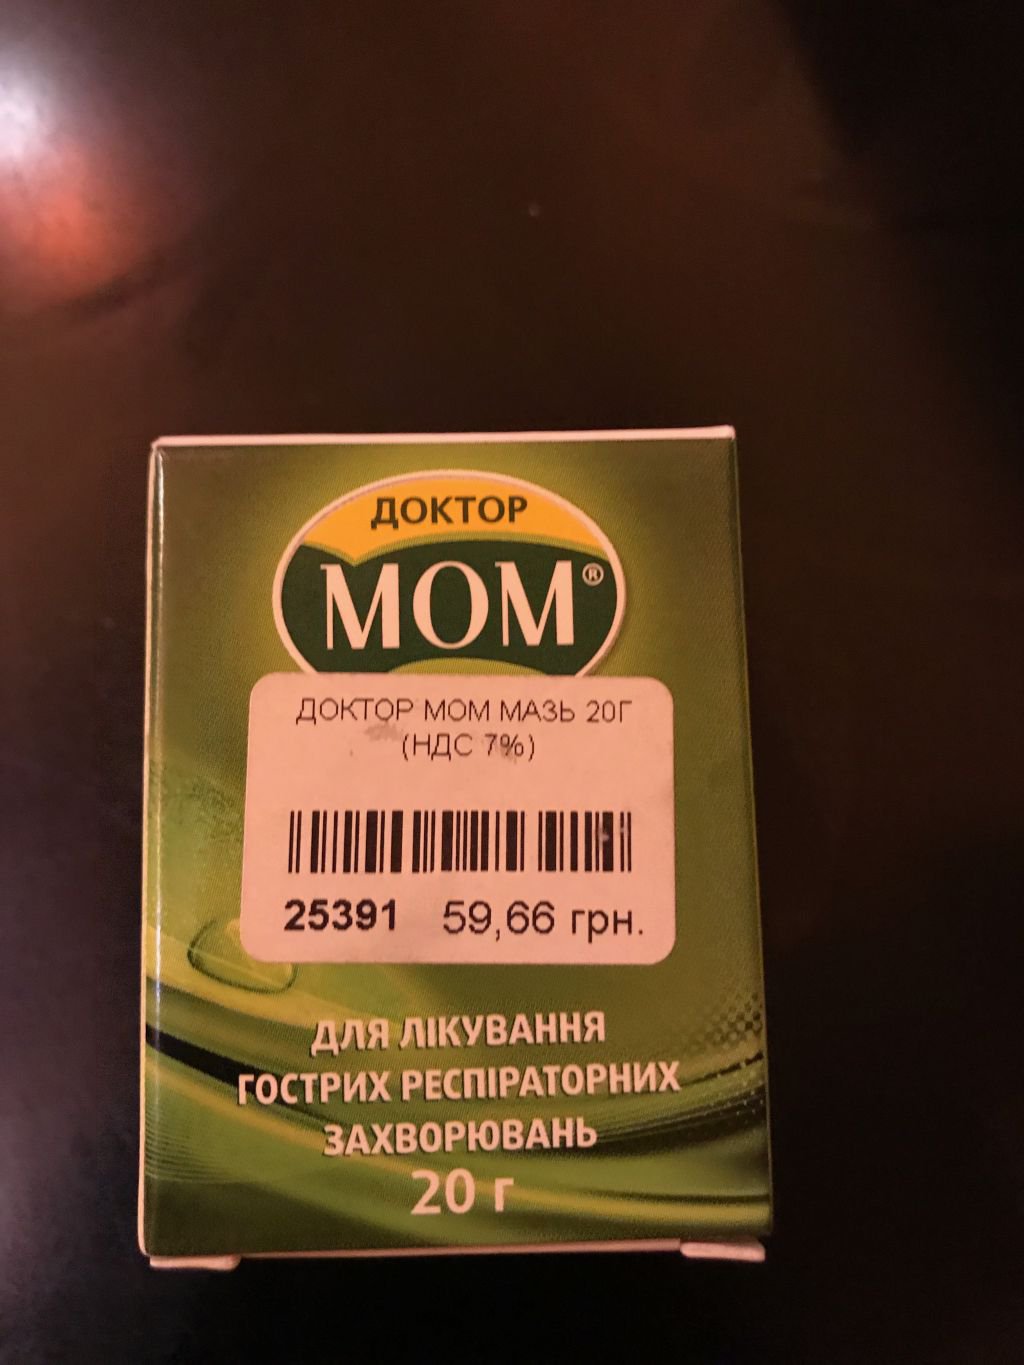 ДОКТОР
МОМ®
ДОКТОР МОМ МАЗЬ 20Г
(НДС 7%)
25391 59,66 грн.
ДЛЯ ЛІКУВАННЯ
ГОСТРИХ РЕСПІРАТОРНИХ
ЗАХВОРЮВАНЬ
20 г